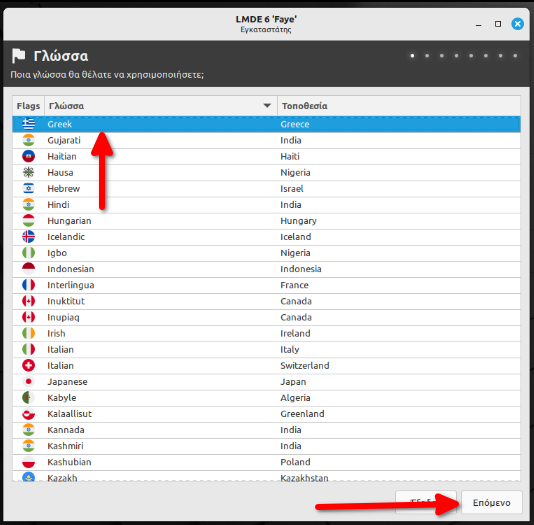 LMDE 6 'Faye'
Εγκαταστάτης
Γλώσσα
Ποια γλώσσα θα θέλατε να χρησιμοποιήσετε;
Flags Γλώσσα Τοποθεσία
Greek Greece
Gujarati India
Haitian Haiti
Hausa Nigeria
Hebrew Israel
Hindi India
Hungarian Hungary
Icelandic Iceland
Igbo Nigeria
Indonesian Indonesia
Interlingua France
Inuktitut Canada
Inupiaq Canada
Irish Ireland
Italian Italy
Italian Switzerland
Japanese Japan
Kabyle Algeria
Kalaallisut Greenland
Kannada India
Kashmiri India
Kashubian Poland
Kazakh Kazakhstan
Επόμενο